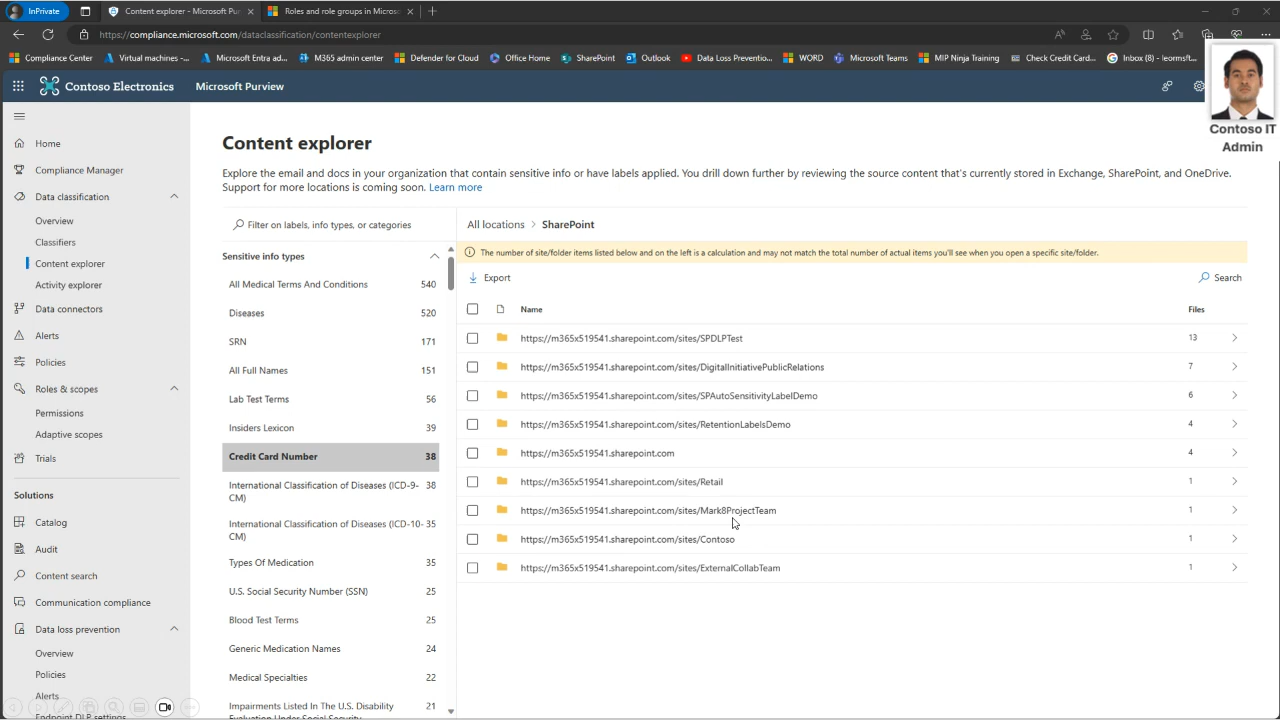 InPrivate
Content explorer - Microsoft Pu
Roles and role groups in Micros
https://compliance.microsoft.com/dataclassification/contentexplorer
Compliance Center
Virtual machines -...
Microsoft Entra ad...
M365 admin center
Defender for Cloud
Office Home
SharePoint
Outlook
Data Loss Preventio...
WORD
Microsoft Teams
MIP Ninja Training
Check Credit Card...
Inbox (8) - leorms!L...
Contoso Electronics
Microsoft Purview
Contoso IT
Admin
Home
Compliance Manager
Data classification
Overview
Classifiers
Content explorer
Activity explorer
Data connectors
Alerts
Policies
Roles & scopes
Permissions
Adaptive scopes
Trials
Solutions
Catalog
Audit
Content search
Communication compliance
Data loss prevention
Overview
Policies
Alerts
Endpoint DLP settings
Content explorer
Explore the email and docs in your organization that contain sensitive info or have labels applied. You drill down further by reviewing the source content that's currently stored in Exchange, SharePoint, and OneDrive.
Support for more locations is coming soon. Learn more
Filter on labels, info types, or categories
Sensitive info types
All Medical Terms And Conditions 540
Diseases 520
SRN 171
All Full Names 151
Lab Test Terms 56
Insiders Lexicon 39
Credit Card Number 38
International Classification of Diseases (ICD-9- 38
CM)
International Classification of Diseases (ICD-10- 35
CM)
Types Of Medication 35
U.S. Social Security Number (SSN) 25
Blood Test Terms 25
Generic Medication Names 24
Medical Specialties 22
Impairments Listed In The U.S. Disability 21
Evaluation Under Social Security
All locations > SharePoint
The number of site/folder items listed below and on the left is a calculation and may not match the total number of actual items you'll see when you open a specific site/folder.
Export
Search
Name Files
https://m365x519541.sharepoint.com/sites/SPDLPTest 13
https://m365x519541.sharepoint.com/sites/DigitalInitiativePublicRelations 7
https://m365x519541.sharepoint.com/sites/SPAutoSensitivityLabelDemo 6
https://m365x519541.sharepoint.com/sites/RetentionLabelsDemo 4
https://m365x519541.sharepoint.com 4
https://m365x519541.sharepoint.com/sites/Retail 1
https://m365x519541.sharepoint.com/sites/Mark8ProjectTeam 1
https://m365x519541.sharepoint.com/sites/Contoso 1
https://m365x519541.sharepoint.com/sites/ExternalCollabTeam 1